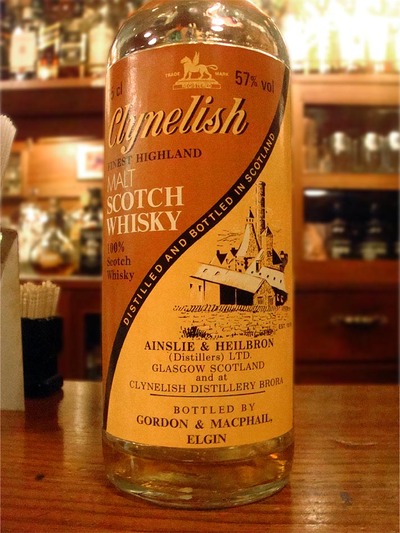 TRADE MARK
57% vol
cl
Clynelish
FINEST HIGHLAND
MALT
SCOTCH
WHISKY
100%
Scotch
Whisky
DISTILLED AND BOTTLED IN SCOTLAND
AINSLIE & HEILBRON
(Distillers) LTD.
GLASGOW SCOTLAND
and at
CLYNELISH DISTILLERY BRORA
BOTTLED BY
GORDON & MACPHAIL,
ELGIN